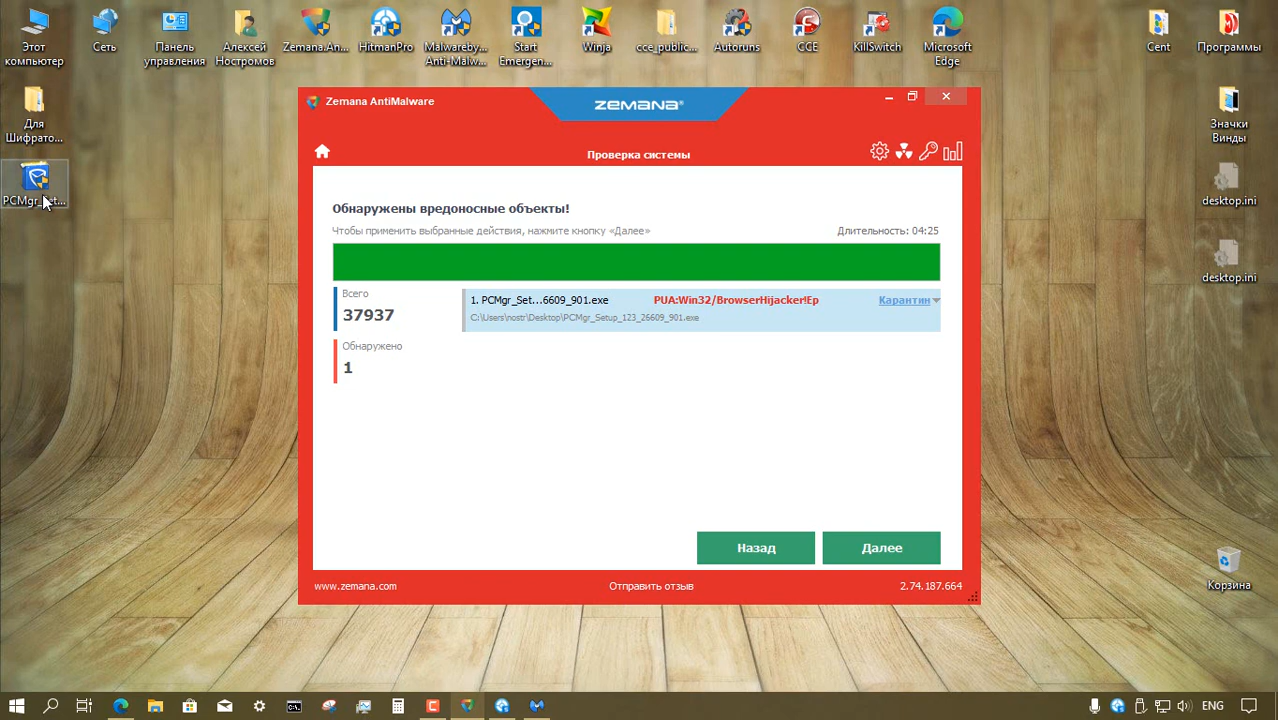 Этот компьютер
Сеть
Панель управления
Алексей Ностромов
Zemana.An...
HitmanPro
Malwareby... Anti-Malw...
Start Emergen...
Winja
cce_public...
Autoruns
CCE
KillSwitch
Microsoft Edge
Cent
Программы
Для Шифрато...
Значки Винды
PCMgr_Set...
desktop.ini
desktop.ini
Корзина
Zemana AntiMalware
ZEMANA®
Проверка системы
Обнаружены вредоносные объекты!
Чтобы применить выбранные действия, нажмите кнопку «Далее»
Длительность: 04:25
Всего
37937
Обнаружено
1
1. PCMgr_Set...6609_901.exe
PUA:Win32/BrowserHijacker!Ep
Карантин
C:\Users\nostr\Desktop\PCMgr_Setup_123_26609_901.exe
Назад
Далее
www.zemana.com
Отправить отзыв
2.74.187.664
ENG